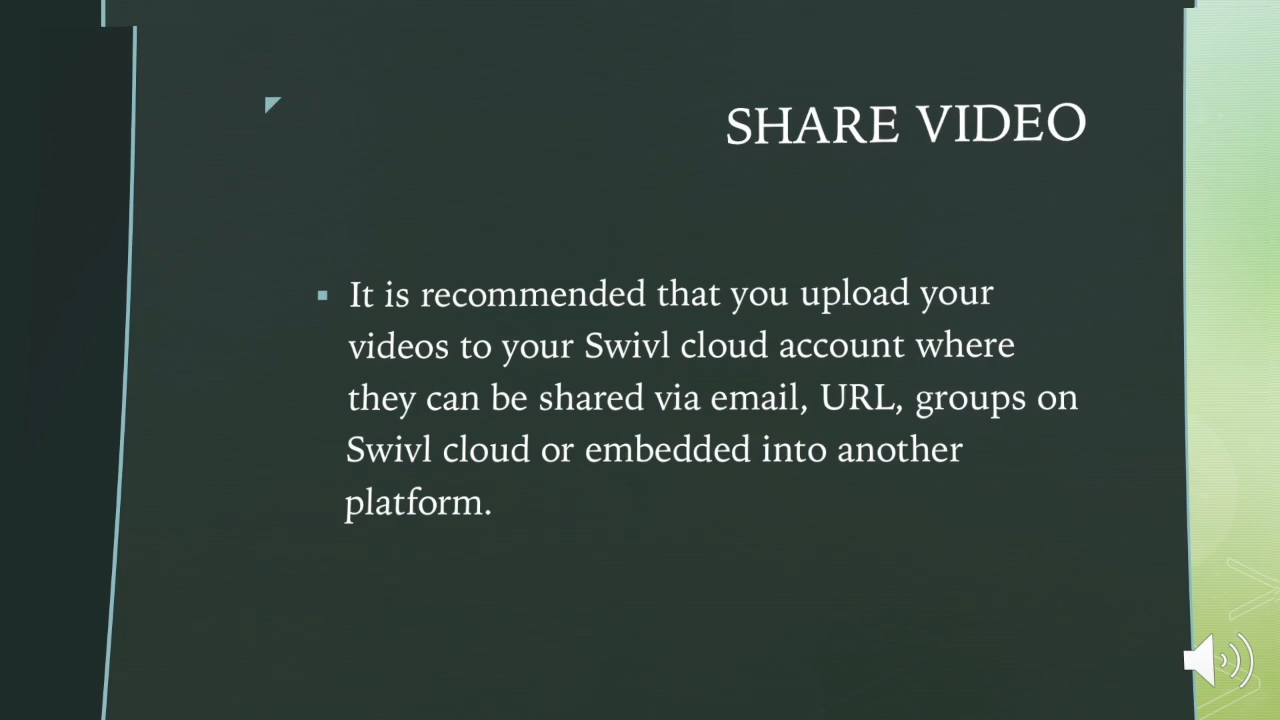 SHARE VIDEO
It is recommended that you upload your
videos to your Swivl cloud account where
they can be shared via email, URL, groups on
Swivl cloud or embedded into another
platform.